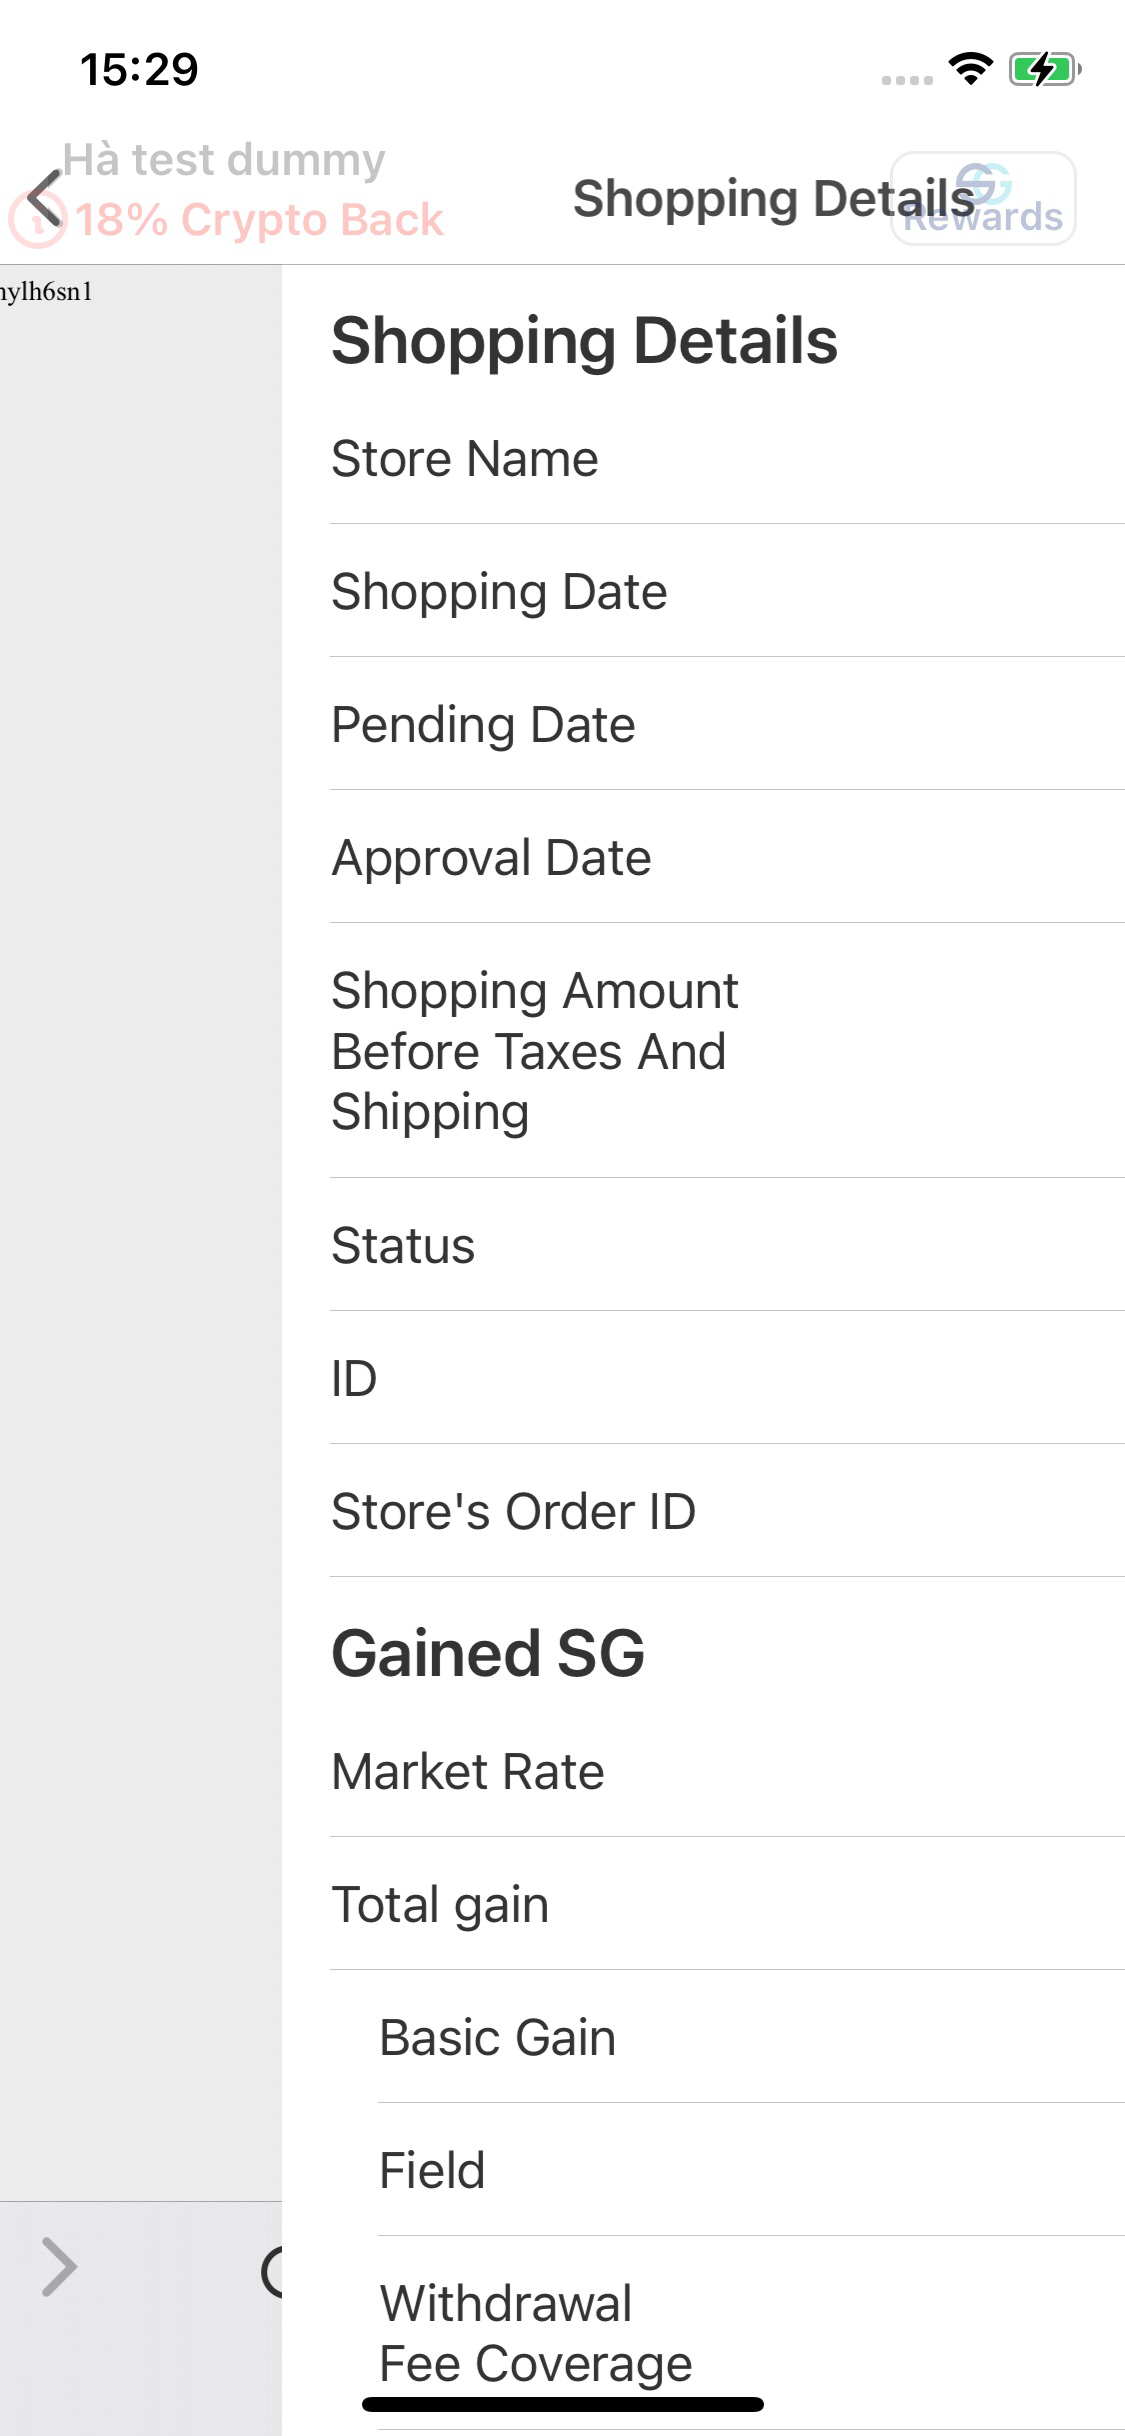 15:29
Hà test dummy
18% Crypto Back
Shopping Details
SG
Rewards
nylh6sn1
Shopping Details
Store Name
Shopping Date
Pending Date
Approval Date
Shopping Amount
Before Taxes And
Shipping
Status
ID
Store's Order ID
Gained SG
Market Rate
Total gain
Basic Gain
Field
Withdrawal
Fee Coverage